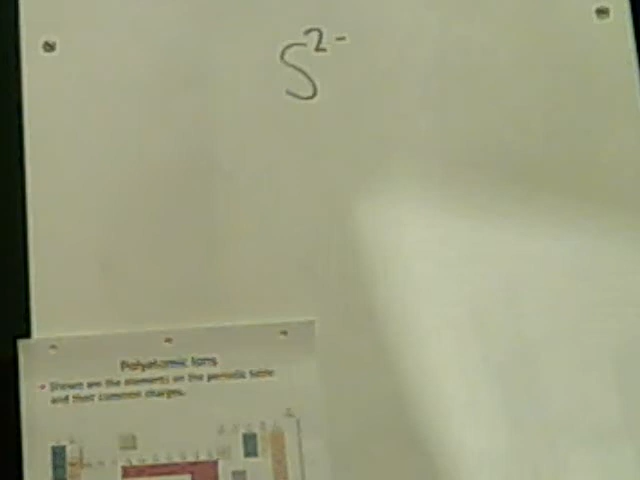 S²⁻
Polyatomic Ions
• Shown are the elements on the periodic table
and their common charges.